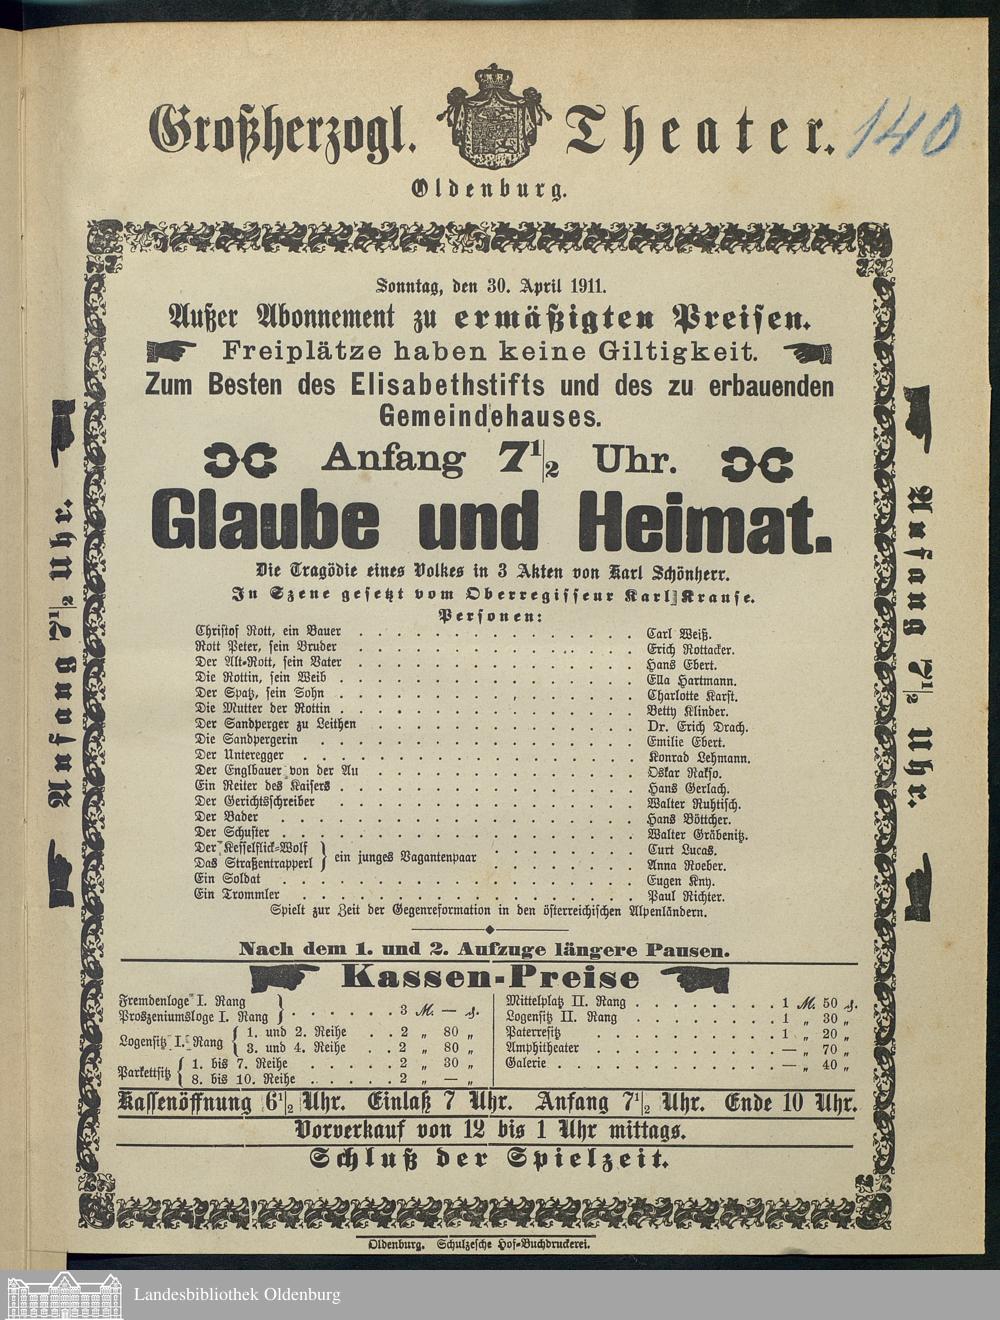 Großherzogl. Theater.
140
Oldenburg.
Sonntag, den 30. April 1911.
Außer Abonnement zu ermäßigten Preisen.
Freiplätze haben keine Giltigkeit.
Zum Besten des Elisabethstifts und des zu erbauenden
Gemeindehauses.
Anfang 7 1/2 Uhr.
Glaube und Heimat.
Die Tragödie eines Volkes in 3 Akten von Karl Schönherr.
In Szene gesetzt vom Oberregisseur Karl Krause.
Personen:
Christof Rott, ein Bauer . . . Carl Weiß.
Rott Peter, sein Bruder . . . Erich Rottacker.
Der Alt-Rott, sein Vater . . . Hans Ebert.
Die Rottin, sein Weib . . . Ella Hartmann.
Der Spatz, sein Sohn . . . Charlotte Karst.
Die Mutter der Rottin . . . Betty Klinder.
Der Sandperger zu Leithen . . . Dr. Erich Drach.
Die Sandpergerin . . . Emilie Ebert.
Der Unteregger . . . Konrad Lehmann.
Der Englbauer von der Au . . . Oskar Rakso.
Ein Reiter des Kaisers . . . Hans Gerlach.
Der Gerichtsschreiber . . . Walter Ruhtisch.
Der Bader . . . Hans Böttcher.
Der Schuster . . . Walter Gräbenitz.
Der Kesselflick-Wolf } ein junges Vagantenpaar . . . Curt Lucas.
Das Straßentrapperl } . . . Anna Roeber.
Ein Soldat . . . Eugen Kny.
Ein Trommler . . . Paul Richter.
Spielt zur Zeit der Gegenreformation in den österreichischen Alpenländern.
Nach dem 1. und 2. Aufzuge längere Pausen.
Kassen-Preise
Fremdenloge I. Rang
Proszeniumsloge I. Rang } . . . 3 M. — d.
Logensitz I. Rang { 1. und 2. Reihe . . 2 „ 80 „
3. und 4. Reihe . . 2 „ 80 „
Parkettsitz { 1. bis 7. Reihe . . . 2 „ 30 „
8. bis 10. Reihe . . . 2 „ — „
Mittelplatz II. Rang . . . 1 M. 50 d.
Logensitz II. Rang . . . 1 „ 30 „
Paterresitz . . . 1 „ 20 „
Amphitheater . . . — „ 70 „
Galerie . . . — „ 40 „
Kassenöffnung 6 1/2 Uhr. Einlaß 7 Uhr. Anfang 7 1/2 Uhr. Ende 10 Uhr.
Vorverkauf von 12 bis 1 Uhr mittags.
Schluß der Spielzeit.
Anfang 7 1/2 Uhr.
Anfang 7 1/2 Uhr.
Oldenburg. Schulzesche Hof-Buchdruckerei.
Landesbibliothek Oldenburg